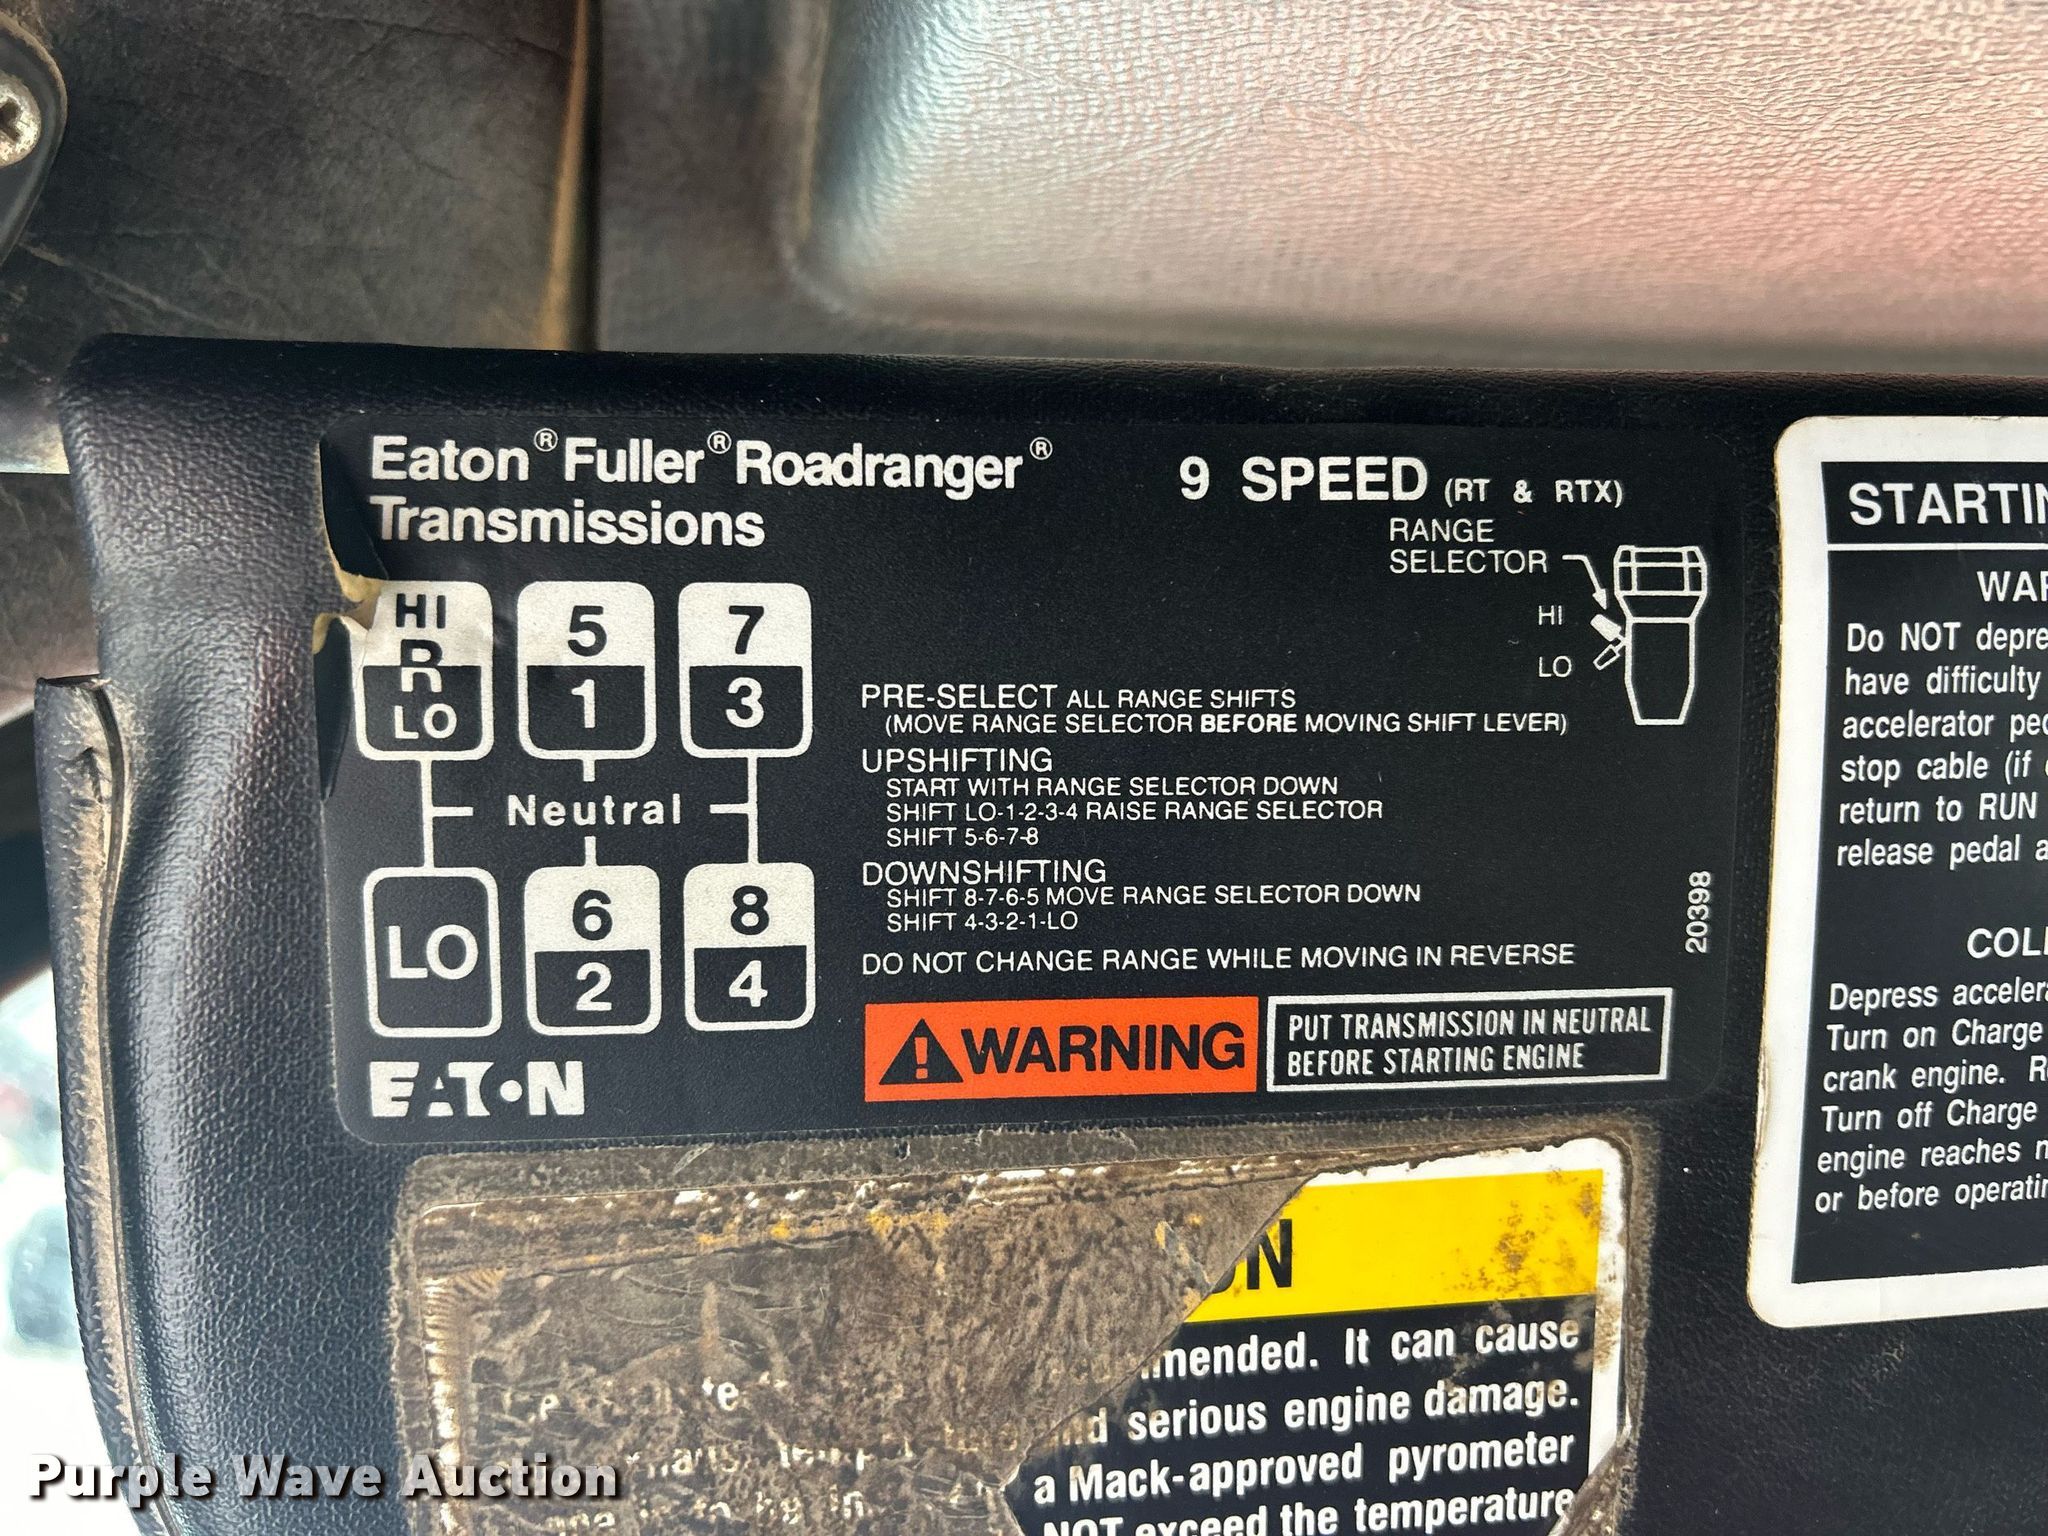 Eaton® Fuller® Roadranger®
Transmissions
9 SPEED (RT & RTX)
RANGE
SELECTOR
HI
LO
HI
R
LO
5
1
7
3
Neutral
LO
6
2
8
4
PRE-SELECT ALL RANGE SHIFTS
(MOVE RANGE SELECTOR BEFORE MOVING SHIFT LEVER)
UPSHIFTING
START WITH RANGE SELECTOR DOWN
SHIFT LO-1-2-3-4 RAISE RANGE SELECTOR
SHIFT 5-6-7-8
DOWNSHIFTING
SHIFT 8-7-6-5 MOVE RANGE SELECTOR DOWN
SHIFT 4-3-2-1-LO
DO NOT CHANGE RANGE WHILE MOVING IN REVERSE
20398
WARNING
PUT TRANSMISSION IN NEUTRAL
BEFORE STARTING ENGINE
EATON
STARTIN
WAR
Do NOT depre
have difficulty
accelerator pe
stop cable (if
return to RUN
release pedal a
COL
Depress acceler
Turn on Charge
crank engine. R
Turn off Charge
engine reaches n
or before operatin
N
mended. It can cause
d serious engine damage.
a Mack-approved pyrometer
NOT exceed the temperature
Purple Wave Auction